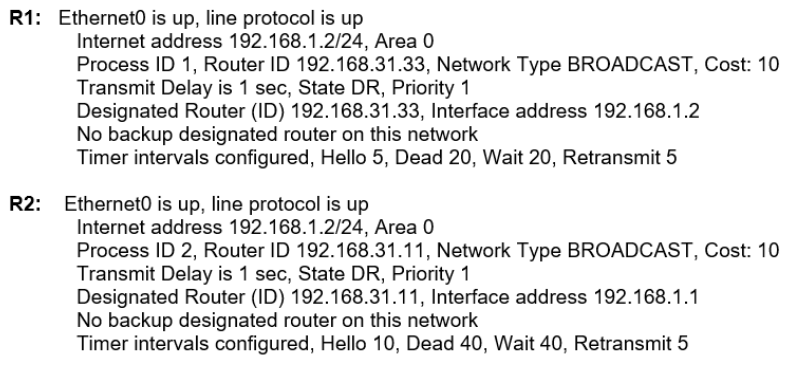 R1: Ethernet0 is up, line protocol is up
Internet address 192.168.1.2/24, Area 0
Process ID 1, Router ID 192.168.31.33, Network Type BROADCAST, Cost: 10
Transmit Delay is 1 sec, State DR, Priority 1
Designated Router (ID) 192.168.31.33, Interface address 192.168.1.2
No backup designated router on this network
Timer intervals configured, Hello 5, Dead 20, Wait 20, Retransmit 5
R2: Ethernet0 is up, line protocol is up
Internet address 192.168.1.2/24, Area 0
Process ID 2, Router ID 192.168.31.11, Network Type BROADCAST, Cost: 10
Transmit Delay is 1 sec, State DR, Priority 1
Designated Router (ID) 192.168.31.11, Interface address 192.168.1.1
No backup designated router on this network
Timer intervals configured, Hello 10, Dead 40, Wait 40, Retransmit 5